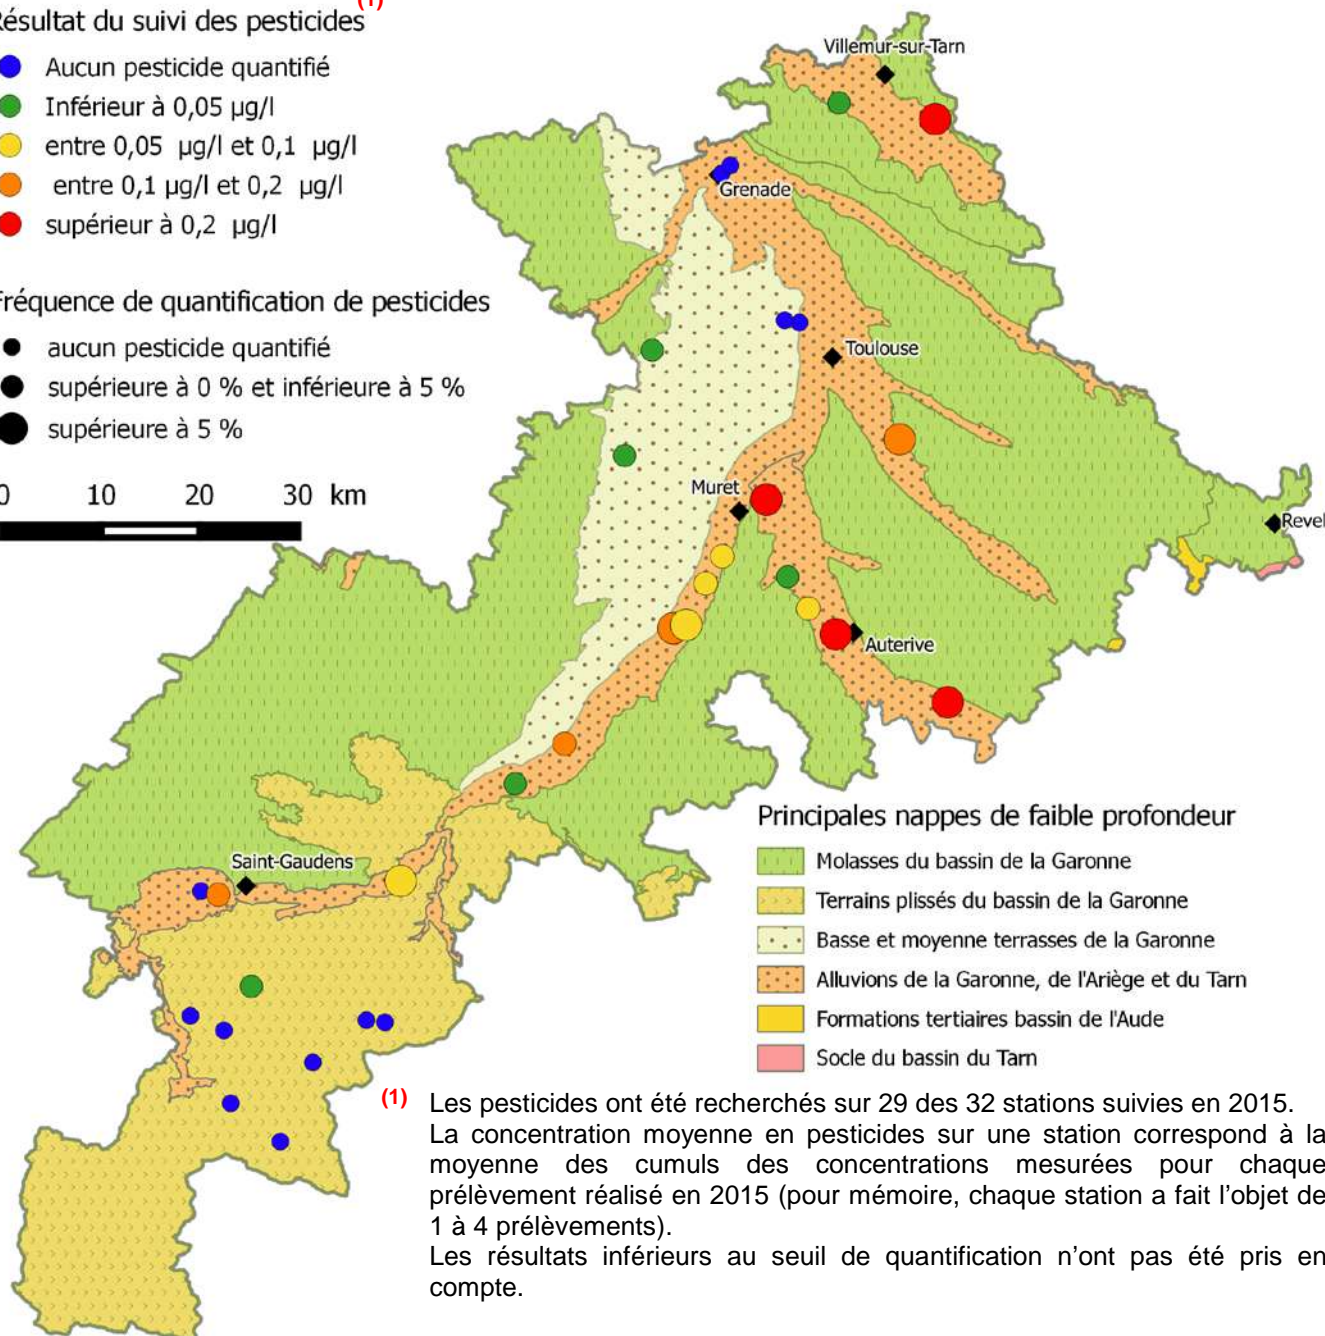 (1)
Résultat du suivi des pesticides
Aucun pesticide quantifié
Inférieur à 0,05 µg/l
entre 0,05 µg/l et 0,1 µg/l
entre 0,1 µg/l et 0,2 µg/l
supérieur à 0,2 µg/l
Fréquence de quantification de pesticides
aucun pesticide quantifié
supérieure à 0 % et inférieure à 5 %
supérieure à 5 %
0 10 20 30 km
Villemur-sur-Tarn
Grenade
Toulouse
Muret
Revel
Auterive
Saint-Gaudens
Principales nappes de faible profondeur
Molasses du bassin de la Garonne
Terrains plissés du bassin de la Garonne
Basse et moyenne terrasses de la Garonne
Alluvions de la Garonne, de l'Ariège et du Tarn
Formations tertiaires bassin de l'Aude
Socle du bassin du Tarn
(1) Les pesticides ont été recherchés sur 29 des 32 stations suivies en 2015.
La concentration moyenne en pesticides sur une station correspond à la
moyenne des cumuls des concentrations mesurées pour chaque
prélèvement réalisé en 2015 (pour mémoire, chaque station a fait l’objet de
1 à 4 prélèvements).
Les résultats inférieurs au seuil de quantification n’ont pas été pris en
compte.